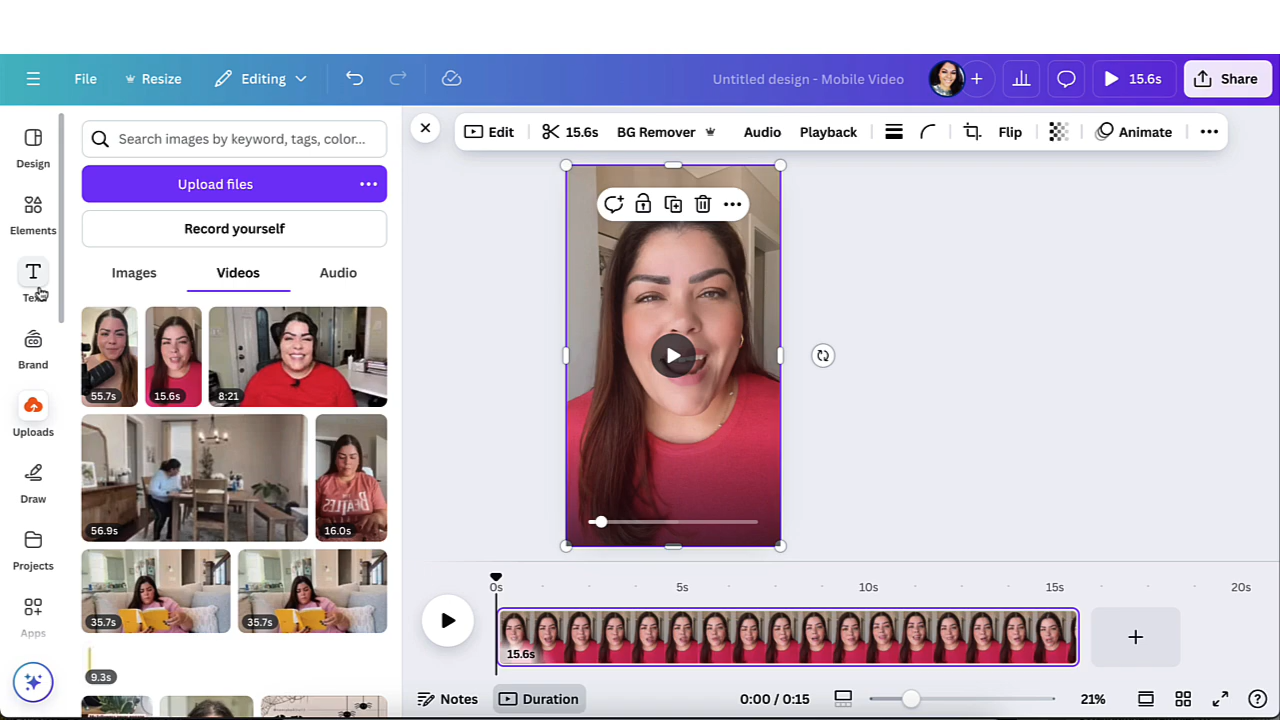 File
Resize
Editing
Untitled design - Mobile Video
15.6s
Share
Design
Elements
Text
Brand
Uploads
Draw
Projects
Apps
Search images by keyword, tags, color...
Upload files
Record yourself
Images Videos Audio
55.7s 15.6s 8:21
56.9s 16.0s
35.7s 35.7s
9.3s
Edit 15.6s BG Remover Audio Playback Flip Animate
0s 5s 10s 15s 20s
15.6s
Notes Duration 0:00 / 0:15 21%